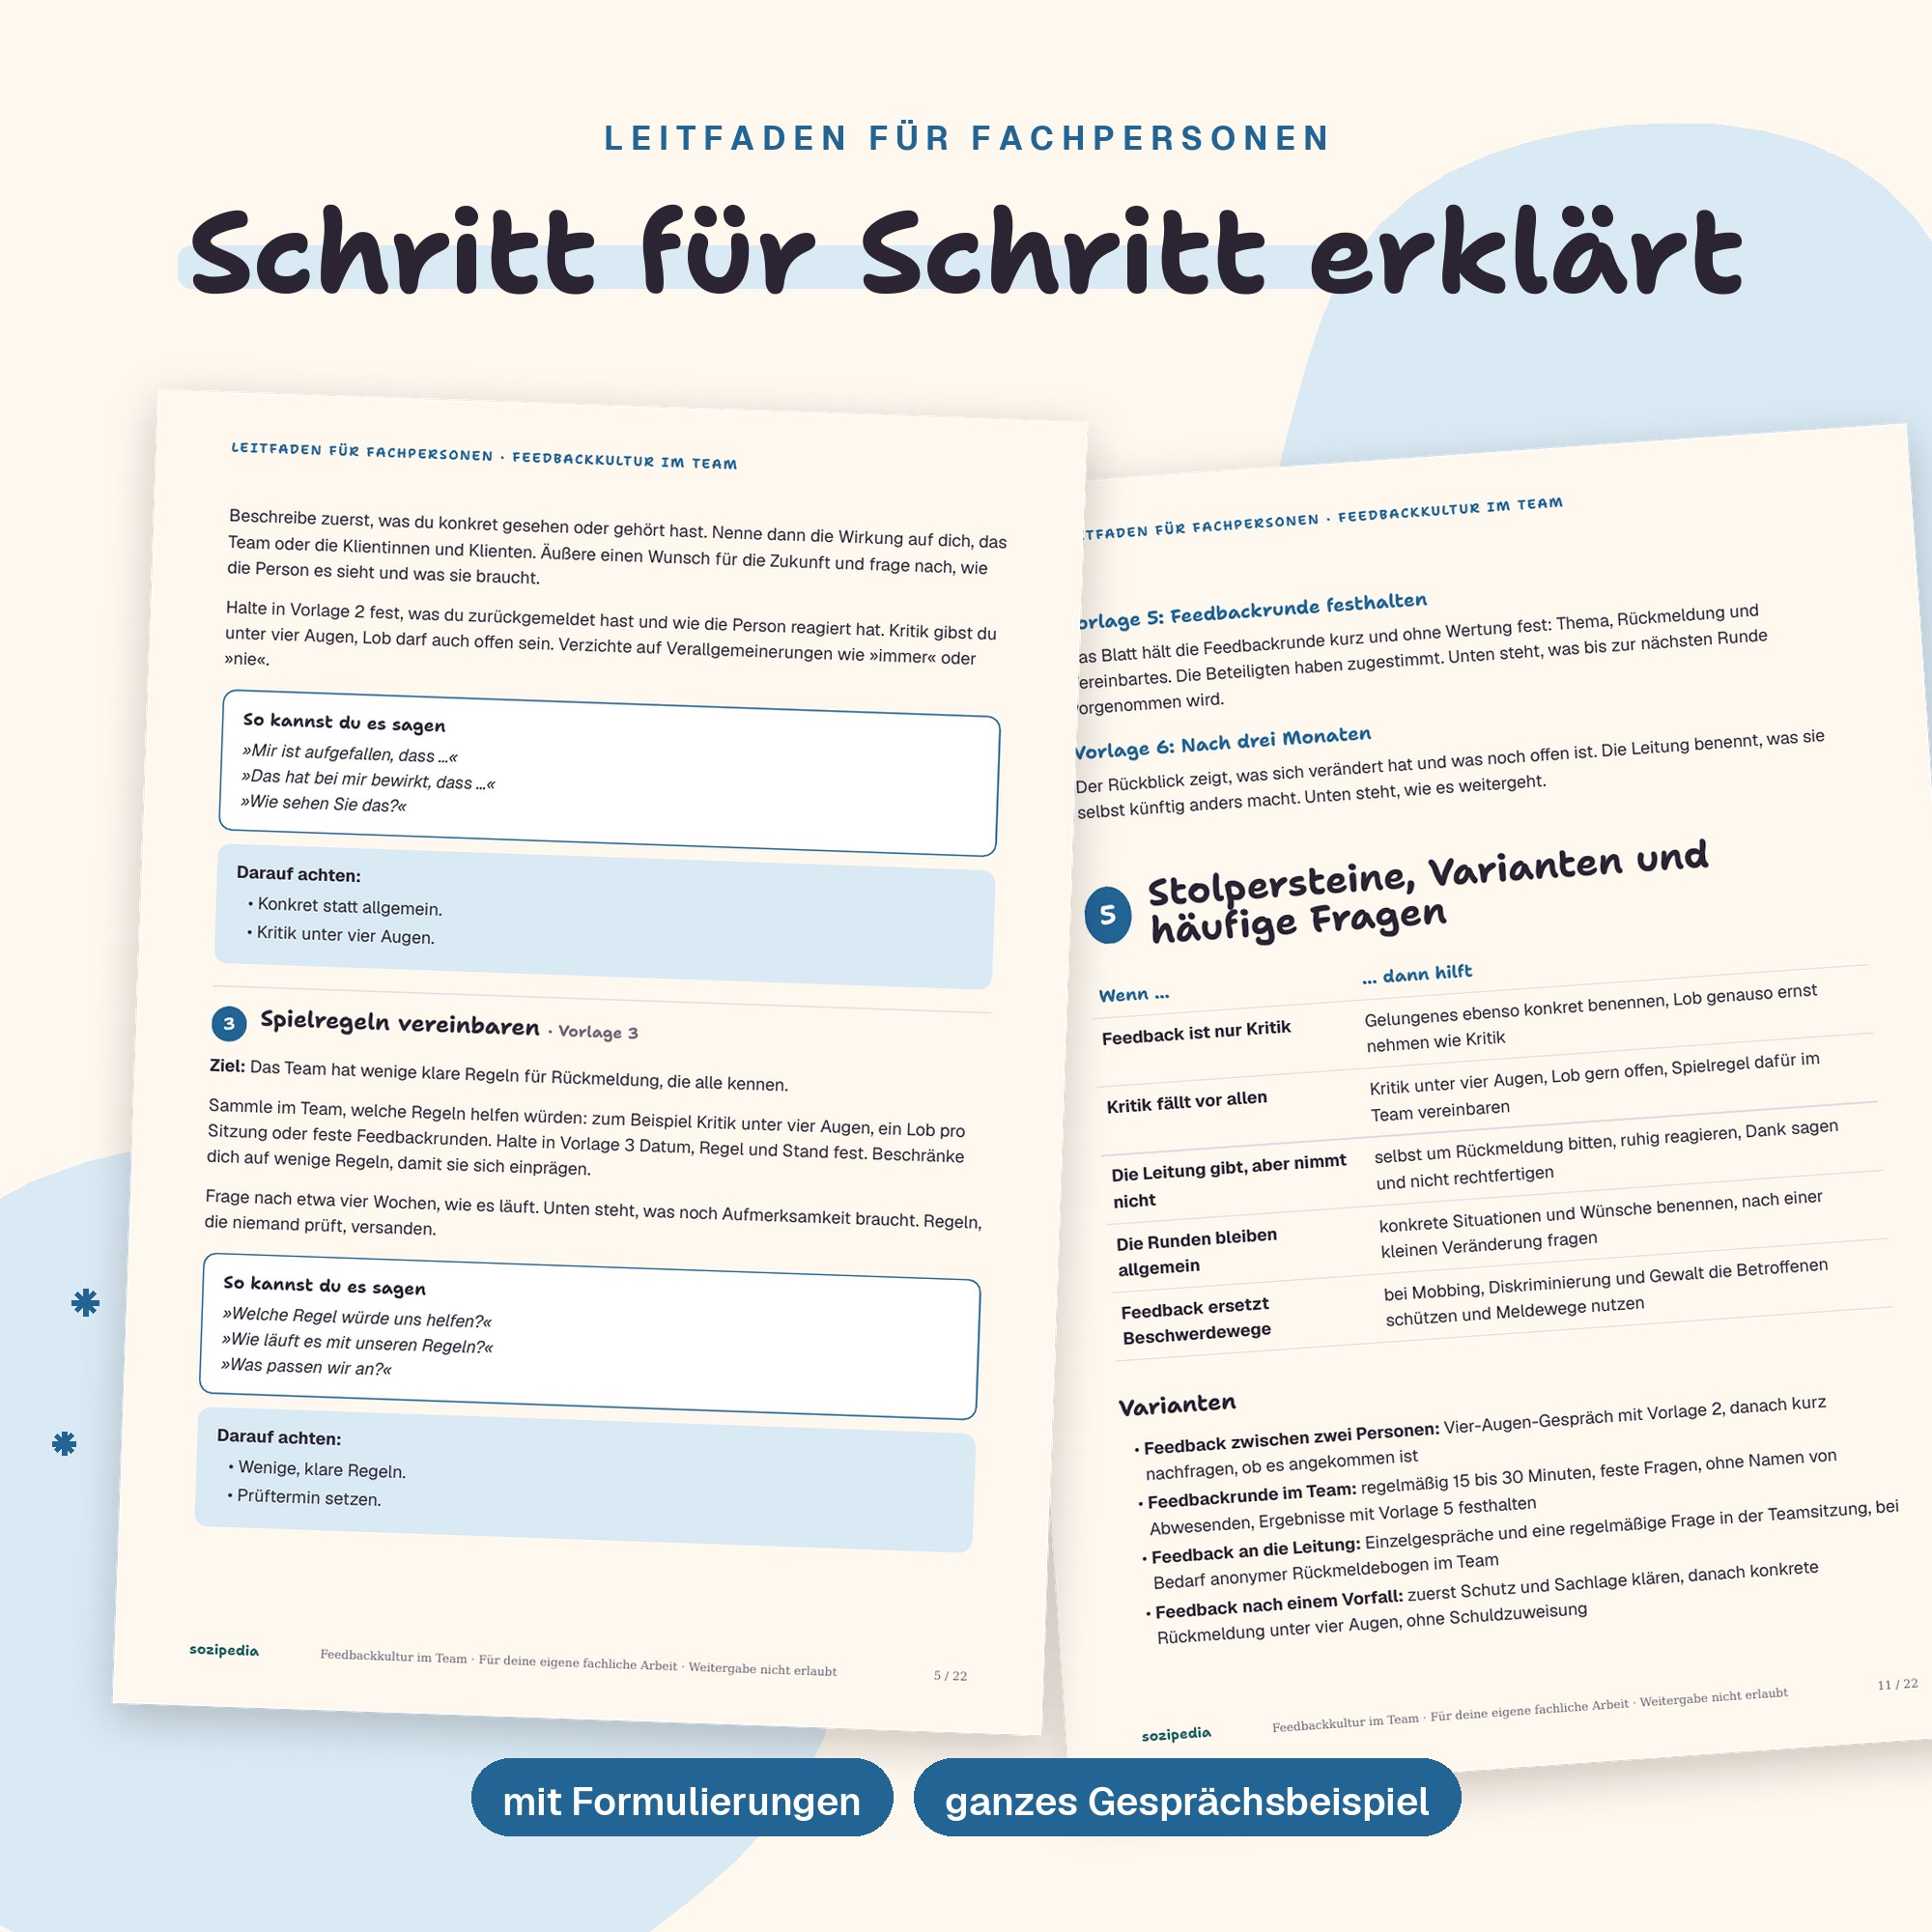 LEITFADEN FÜR FACHPERSONEN
Schritt für Schritt erklärt
LEITFADEN FÜR FACHPERSONEN · FEEDBACKKULTUR IM TEAM
Beschreibe zuerst, was du konkret gesehen oder gehört hast. Nenne dann die Wirkung auf dich, das
Team oder die Klientinnen und Klienten. Äußere einen Wunsch für die Zukunft und frage nach, wie
die Person es sieht und was sie braucht.
Halte in Vorlage 2 fest, was du zurückgemeldet hast und wie die Person reagiert hat. Kritik gibst du
unter vier Augen, Lob darf auch offen sein. Verzichte auf Verallgemeinerungen wie »immer« oder
»nie«.
So kannst du es sagen
»Mir ist aufgefallen, dass ...«
»Das hat bei mir bewirkt, dass ...«
»Wie sehen Sie das?«
Darauf achten:
• Konkret statt allgemein.
• Kritik unter vier Augen.
3 Spielregeln vereinbaren · Vorlage 3
Ziel: Das Team hat wenige klare Regeln für Rückmeldung, die alle kennen.
Sammle im Team, welche Regeln helfen würden: zum Beispiel Kritik unter vier Augen, ein Lob pro
Sitzung oder feste Feedbackrunden. Halte in Vorlage 3 Datum, Regel und Stand fest. Beschränke
dich auf wenige Regeln, damit sie sich einprägen.
Frage nach etwa vier Wochen, wie es läuft. Unten steht, was noch Aufmerksamkeit braucht. Regeln,
die niemand prüft, versanden.
So kannst du es sagen
»Welche Regel würde uns helfen?«
»Wie läuft es mit unseren Regeln?«
»Was passen wir an?«
Darauf achten:
• Wenige, klare Regeln.
• Prüftermin setzen.
sozipedia
Feedbackkultur im Team · Für deine eigene fachliche Arbeit · Weitergabe nicht erlaubt
5 / 22
ITFADEN FÜR FACHPERSONEN · FEEDBACKKULTUR IM TEAM
orlage 5: Feedbackrunde festhalten
as Blatt hält die Feedbackrunde kurz und ohne Wertung fest: Thema, Rückmeldung und
ereinbartes. Die Beteiligten haben zugestimmt. Unten steht, was bis zur nächsten Runde
vorgenommen wird.
Vorlage 6: Nach drei Monaten
Der Rückblick zeigt, was sich verändert hat und was noch offen ist. Die Leitung benennt, was sie
selbst künftig anders macht. Unten steht, wie es weitergeht.
5 Stolpersteine, Varianten und
häufige Fragen
Wenn ... ... dann hilft
Feedback ist nur Kritik
Gelungenes ebenso konkret benennen, Lob genauso ernst
nehmen wie Kritik
Kritik fällt vor allen
Kritik unter vier Augen, Lob gern offen, Spielregel dafür im
Team vereinbaren
Die Leitung gibt, aber nimmt
nicht
selbst um Rückmeldung bitten, ruhig reagieren, Dank sagen
und nicht rechtfertigen
Die Runden bleiben
allgemein
konkrete Situationen und Wünsche benennen, nach einer
kleinen Veränderung fragen
Feedback ersetzt
Beschwerdewege
bei Mobbing, Diskriminierung und Gewalt die Betroffenen
schützen und Meldewege nutzen
Varianten
• Feedback zwischen zwei Personen: Vier-Augen-Gespräch mit Vorlage 2, danach kurz
nachfragen, ob es angekommen ist
• Feedbackrunde im Team: regelmäßig 15 bis 30 Minuten, feste Fragen, ohne Namen von
Abwesenden, Ergebnisse mit Vorlage 5 festhalten
• Feedback an die Leitung: Einzelgespräche und eine regelmäßige Frage in der Teamsitzung, bei
Bedarf anonymer Rückmeldebogen im Team
• Feedback nach einem Vorfall: zuerst Schutz und Sachlage klären, danach konkrete
Rückmeldung unter vier Augen, ohne Schuldzuweisung
sozipedia
Feedbackkultur im Team · Für deine eigene fachliche Arbeit · Weitergabe nicht erlaubt
11 / 22
mit Formulierungen
ganzes Gesprächsbeispiel